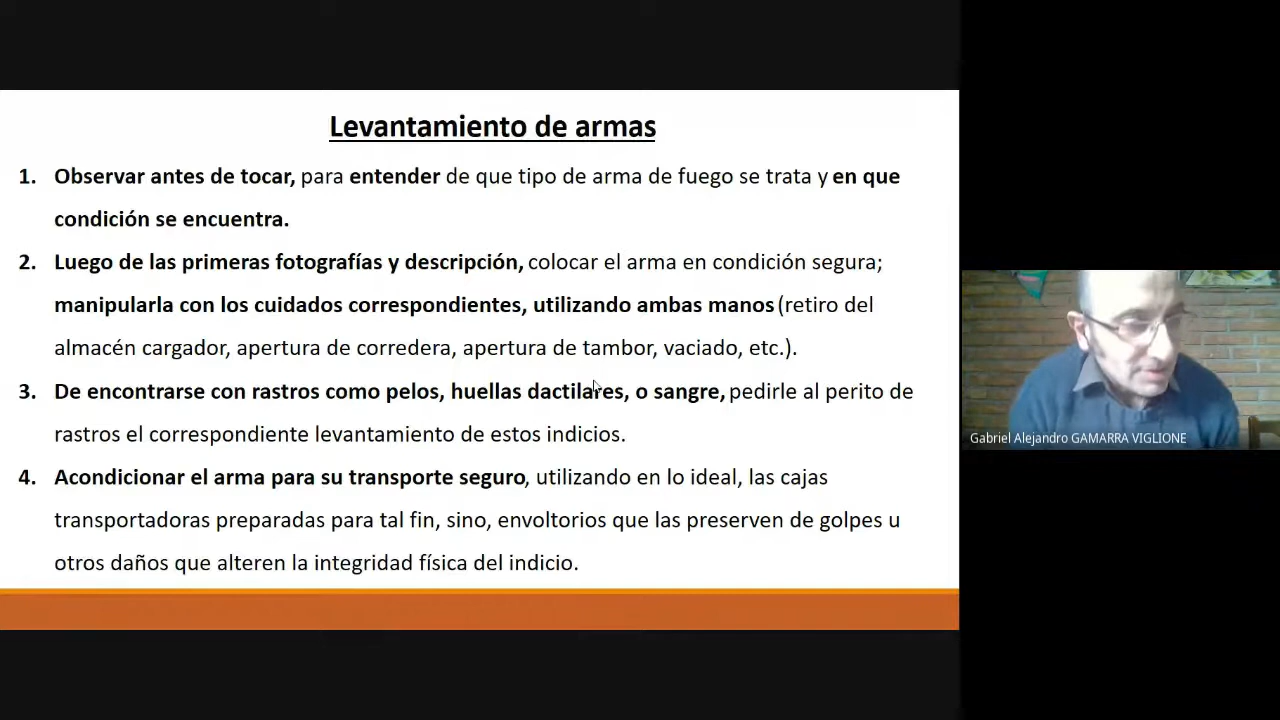 Levantamiento de armas
1. Observar antes de tocar, para entender de que tipo de arma de fuego se trata y en que
condición se encuentra.
2. Luego de las primeras fotografías y descripción, colocar el arma en condición segura;
manipularla con los cuidados correspondientes, utilizando ambas manos (retiro del
almacén cargador, apertura de corredera, apertura de tambor, vaciado, etc.).
3. De encontrarse con rastros como pelos, huellas dactilares, o sangre, pedirle al perito de
rastros el correspondiente levantamiento de estos indicios.
4. Acondicionar el arma para su transporte seguro, utilizando en lo ideal, las cajas
transportadoras preparadas para tal fin, sino, envoltorios que las preserven de golpes u
otros daños que alteren la integridad física del indicio.
Gabriel Alejandro GAMARRA VIGLIONE